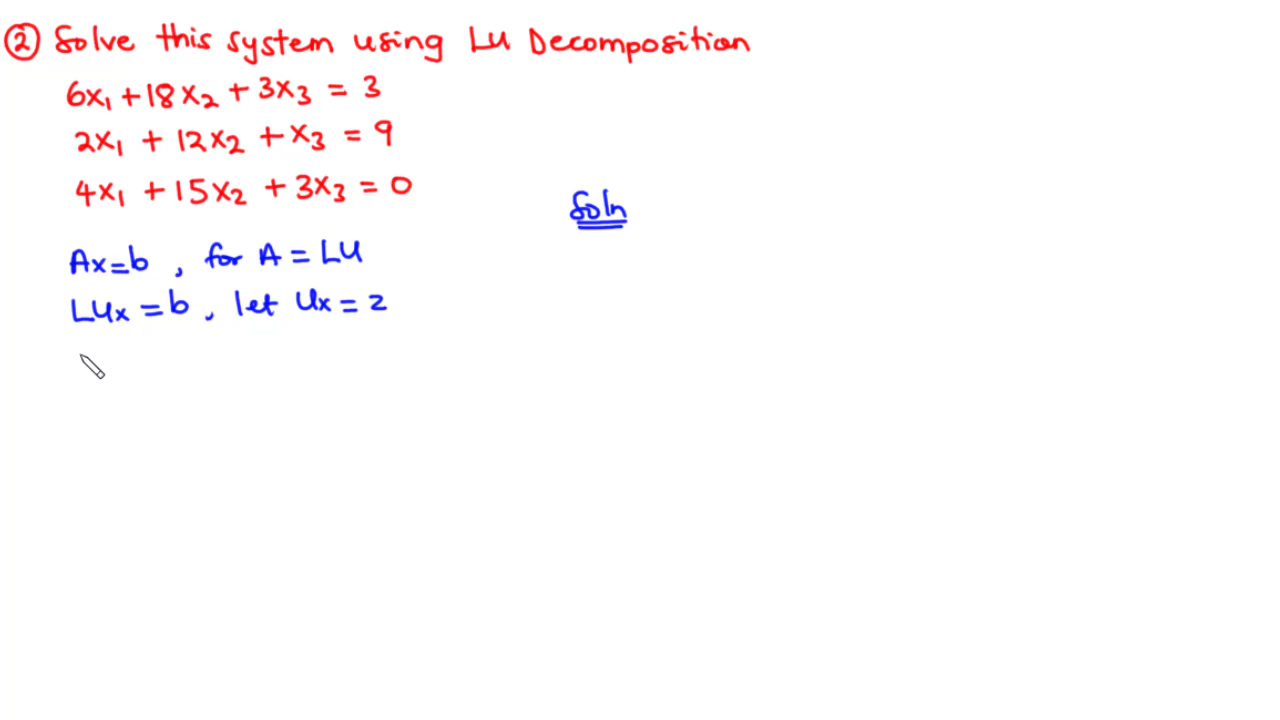 ② Solve this system using LU Decomposition
6x₁ + 18x₂ + 3x₃ = 3
2x₁ + 12x₂ + x₃ = 9
4x₁ + 15x₂ + 3x₃ = 0
Soln
Ax=b , for A = LU
LUx = b , let Ux = z